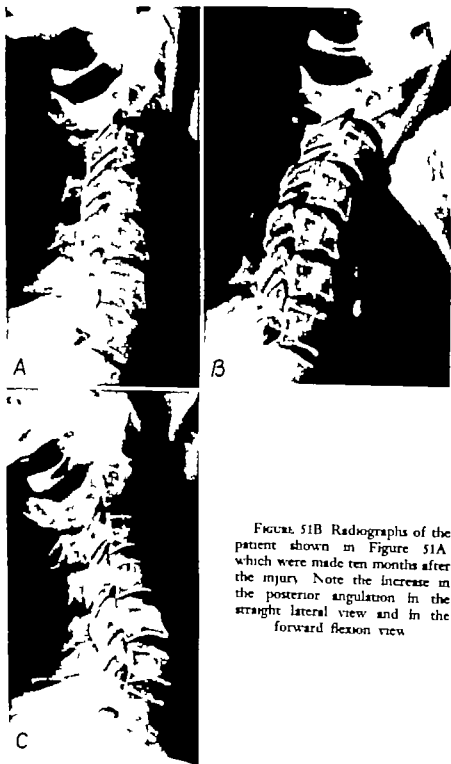 A
B
C
FIGURE 51B Radiographs of the
patient shown in Figure 51A
which were made ten months after
the injury Note the increase in
the posterior angulation in the
straight lateral view and in the
forward flexion view